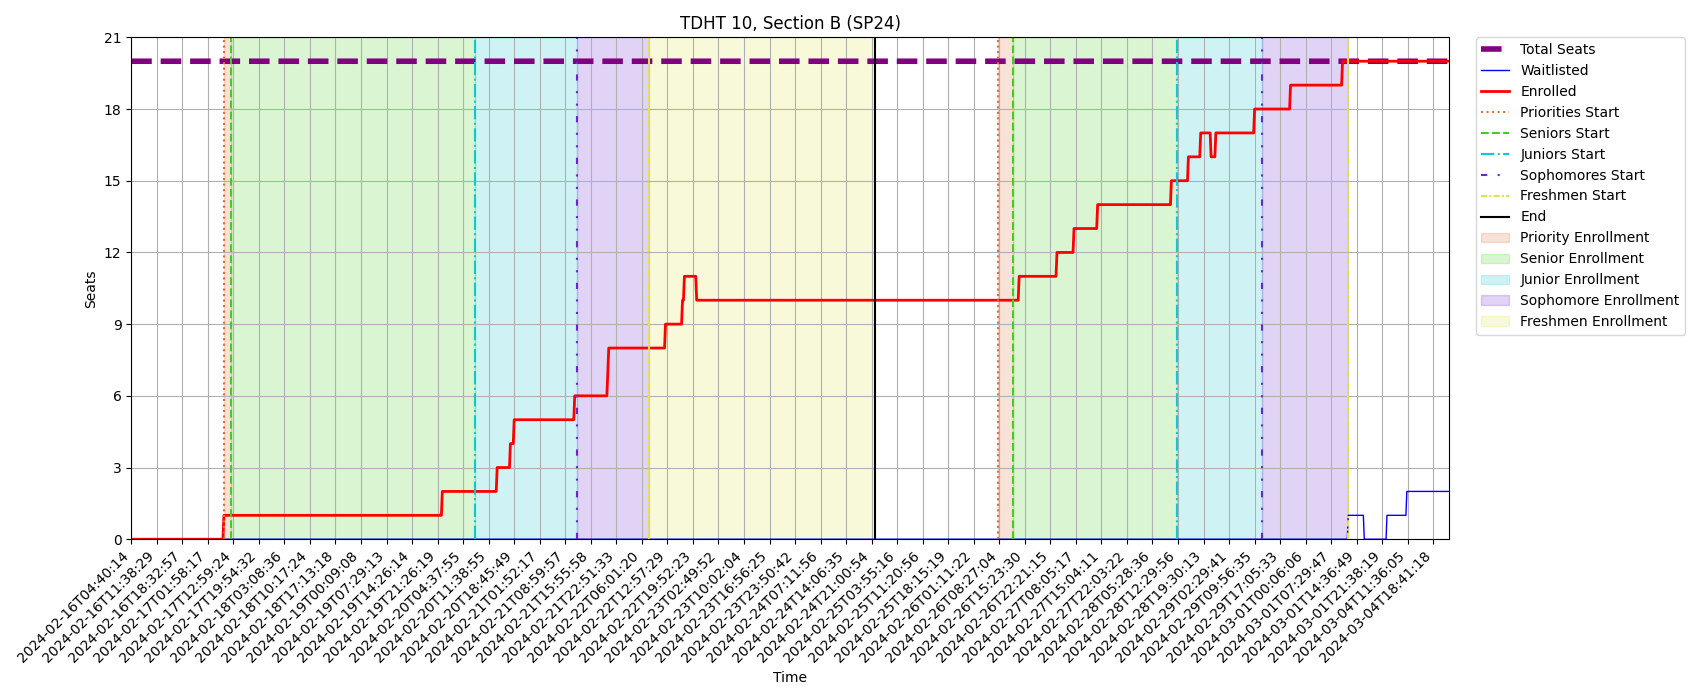 TDHT 10, Section B (SP24)
21
18
15
12
9
6
3
0
Seats
2024-02-16T04:40:14
2024-02-16T11:38:29
2024-02-16T18:32:57
2024-02-17T01:58:17
2024-02-17T12:59:24
2024-02-17T19:54:32
2024-02-18T03:08:36
2024-02-18T10:17:24
2024-02-18T17:13:18
2024-02-19T00:09:08
2024-02-19T07:29:13
2024-02-19T14:26:14
2024-02-19T21:26:19
2024-02-20T04:37:55
2024-02-20T11:38:55
2024-02-20T18:45:49
2024-02-21T01:52:17
2024-02-21T08:59:57
2024-02-21T15:55:58
2024-02-21T22:51:33
2024-02-22T06:01:20
2024-02-22T12:57:29
2024-02-22T19:52:23
2024-02-23T02:49:52
2024-02-23T10:02:04
2024-02-23T16:56:25
2024-02-23T23:50:42
2024-02-24T07:11:56
2024-02-24T14:06:35
2024-02-24T21:00:54
2024-02-25T03:55:16
2024-02-25T11:20:56
2024-02-25T18:15:19
2024-02-26T01:11:22
2024-02-26T08:27:04
2024-02-26T15:23:30
2024-02-26T22:21:15
2024-02-27T08:05:17
2024-02-27T15:04:11
2024-02-27T22:03:22
2024-02-28T05:28:36
2024-02-28T12:29:56
2024-02-28T19:30:13
2024-02-29T02:29:41
2024-02-29T09:56:35
2024-02-29T17:05:33
2024-03-01T00:06:06
2024-03-01T07:29:47
2024-03-01T14:36:49
2024-03-01T21:38:19
2024-03-04T11:36:05
2024-03-04T18:41:18
Time
Total Seats
Waitlisted
Enrolled
Priorities Start
Seniors Start
Juniors Start
Sophomores Start
Freshmen Start
End
Priority Enrollment
Senior Enrollment
Junior Enrollment
Sophomore Enrollment
Freshmen Enrollment